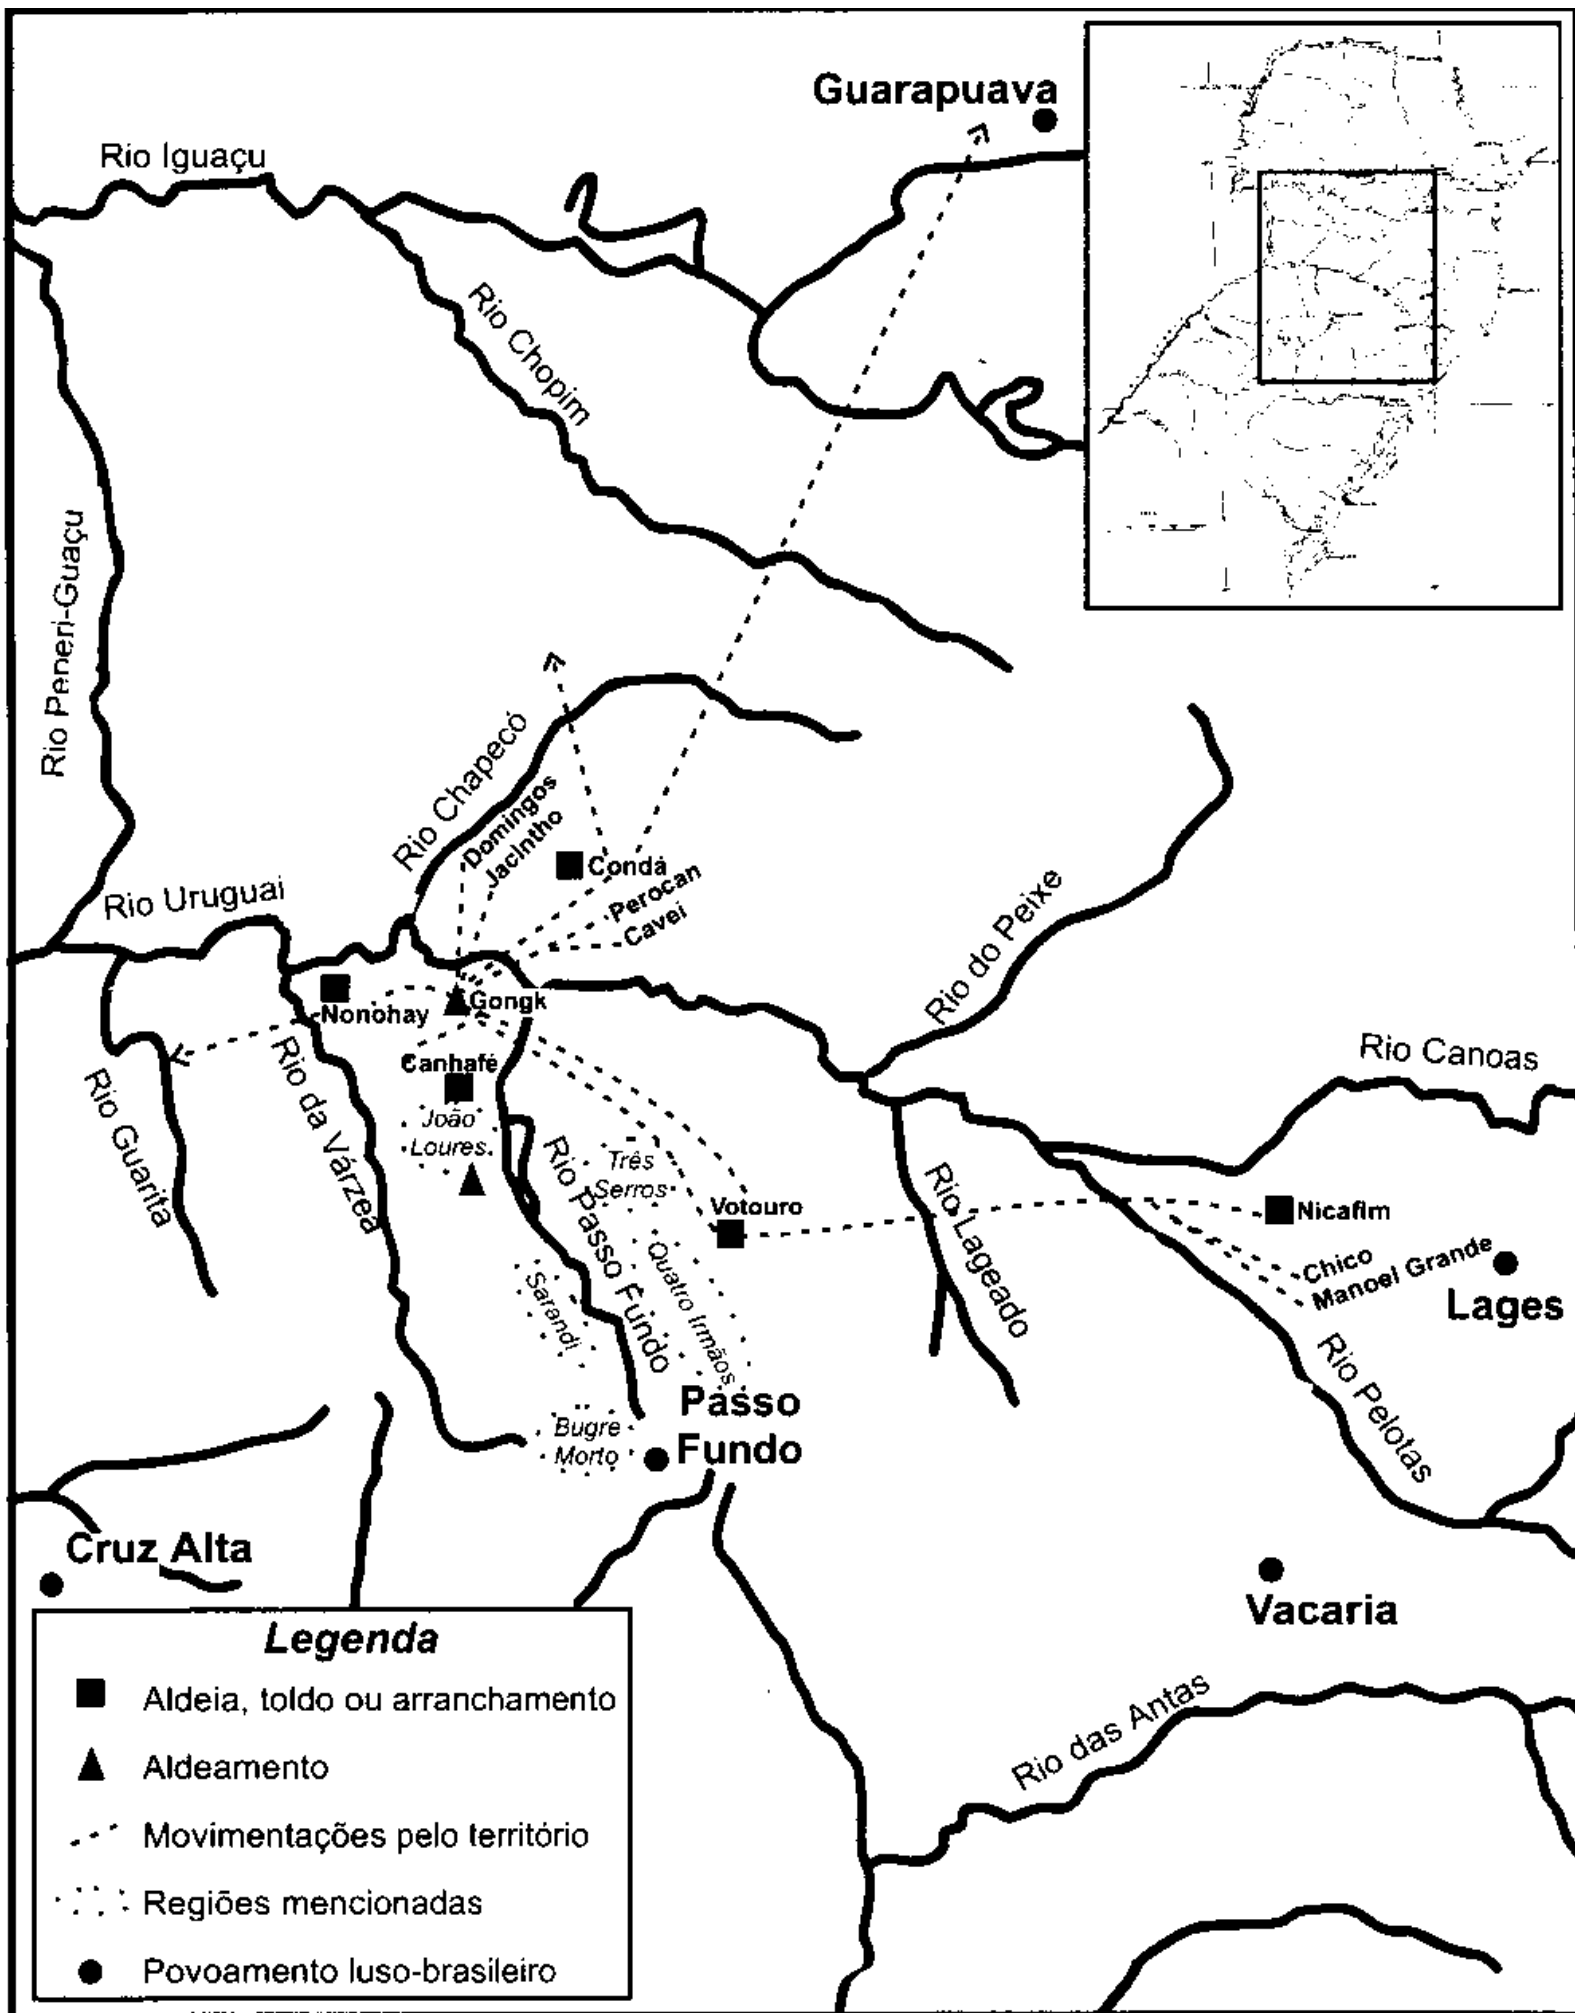 Guarapuava
Rio Iguaçu
Rio Chopim
Rio Peneri-Guaçu
Rio Chapecó
Domingos
Jacintho
Condá
Perocan
Cavei
Rio Uruguai
Rio do Peixe
Nonohay
Gongk
Canhafé
Rio Canoas
Rio Guarita
Rio da Várzea
João
Loures
Rio Passo Fundo
Três
Serros
Votouro
Rio Lageado
Nicafim
Chico
Manoel Grande
Lages
Sarandi
Quatro Irmãos
Rio Pelotas
Bugre
Morto
Passo
Fundo
Cruz Alta
Vacaria
Rio das Antas
Legenda
Aldeia, toldo ou arranchamento
Aldeamento
Movimentações pelo território
Regiões mencionadas
Povoamento luso-brasileiro